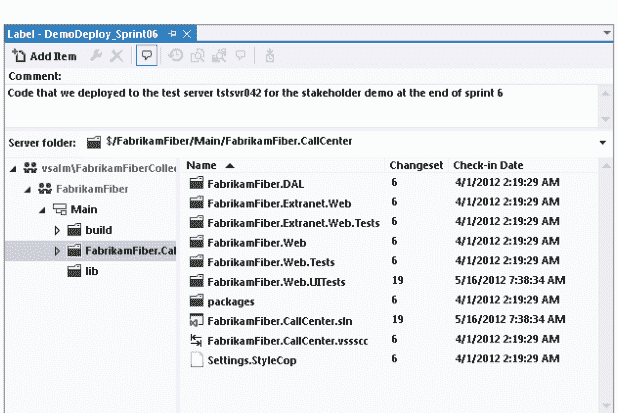 Label - DemoDeploy_Sprint06
Add Item
Comment:
Code that we deployed to the test server tstsvr042 for the stakeholder demo at the end of sprint 6
Server folder: $/FabrikamFiber/Main/FabrikamFiber.CallCenter
vsalm\FabrikamFiberCollec
FabrikamFiber
Main
build
FabrikamFiber.Cal
lib
Name Changeset Check-in Date
FabrikamFiber.DAL 6 4/1/2012 2:19:29 AM
FabrikamFiber.Extranet.Web 6 4/1/2012 2:19:29 AM
FabrikamFiber.Extranet.Web.Tests 6 4/1/2012 2:19:29 AM
FabrikamFiber.Web 6 4/1/2012 2:19:29 AM
FabrikamFiber.Web.Tests 6 4/1/2012 2:19:29 AM
FabrikamFiber.Web.UITests 19 5/16/2012 7:38:34 AM
packages 6 4/1/2012 2:19:29 AM
FabrikamFiber.CallCenter.sln 19 5/16/2012 7:38:34 AM
FabrikamFiber.CallCenter.vssscc 6 4/1/2012 2:19:29 AM
Settings.StyleCop 6 4/1/2012 2:19:29 AM